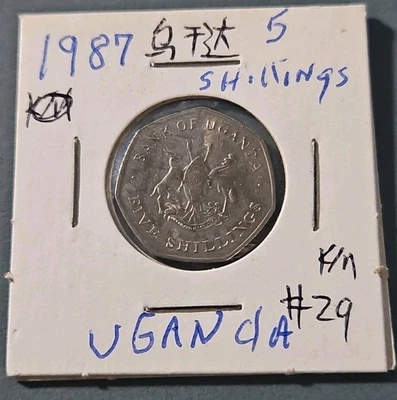 1987 乌干达 5
SHillings
KM
BANK OF UGANDA
FIVE SHILLINGS
K/M
#29
UGANdA